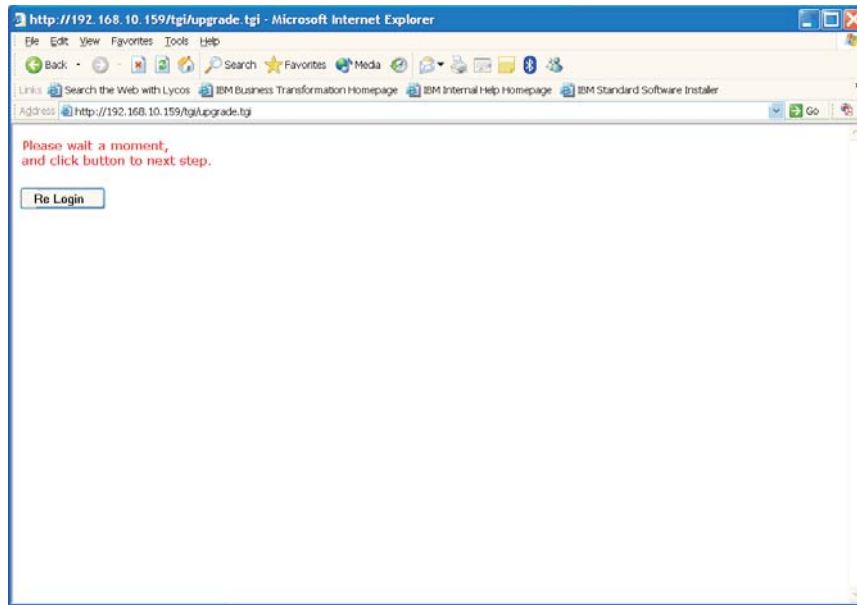 http://192.168.10.159/tgi/upgrade.tgi - Microsoft Internet Explorer
File Edit View Favorites Tools Help
Back Search Favorites Media
Links Search the Web with Lycos IBM Business Transformation Homepage IBM Internal Help Homepage IBM Standard Software Installer
Address http://192.168.10.159/tgi/upgrade.tgi Go
Please wait a moment,
and click button to next step.
Re Login